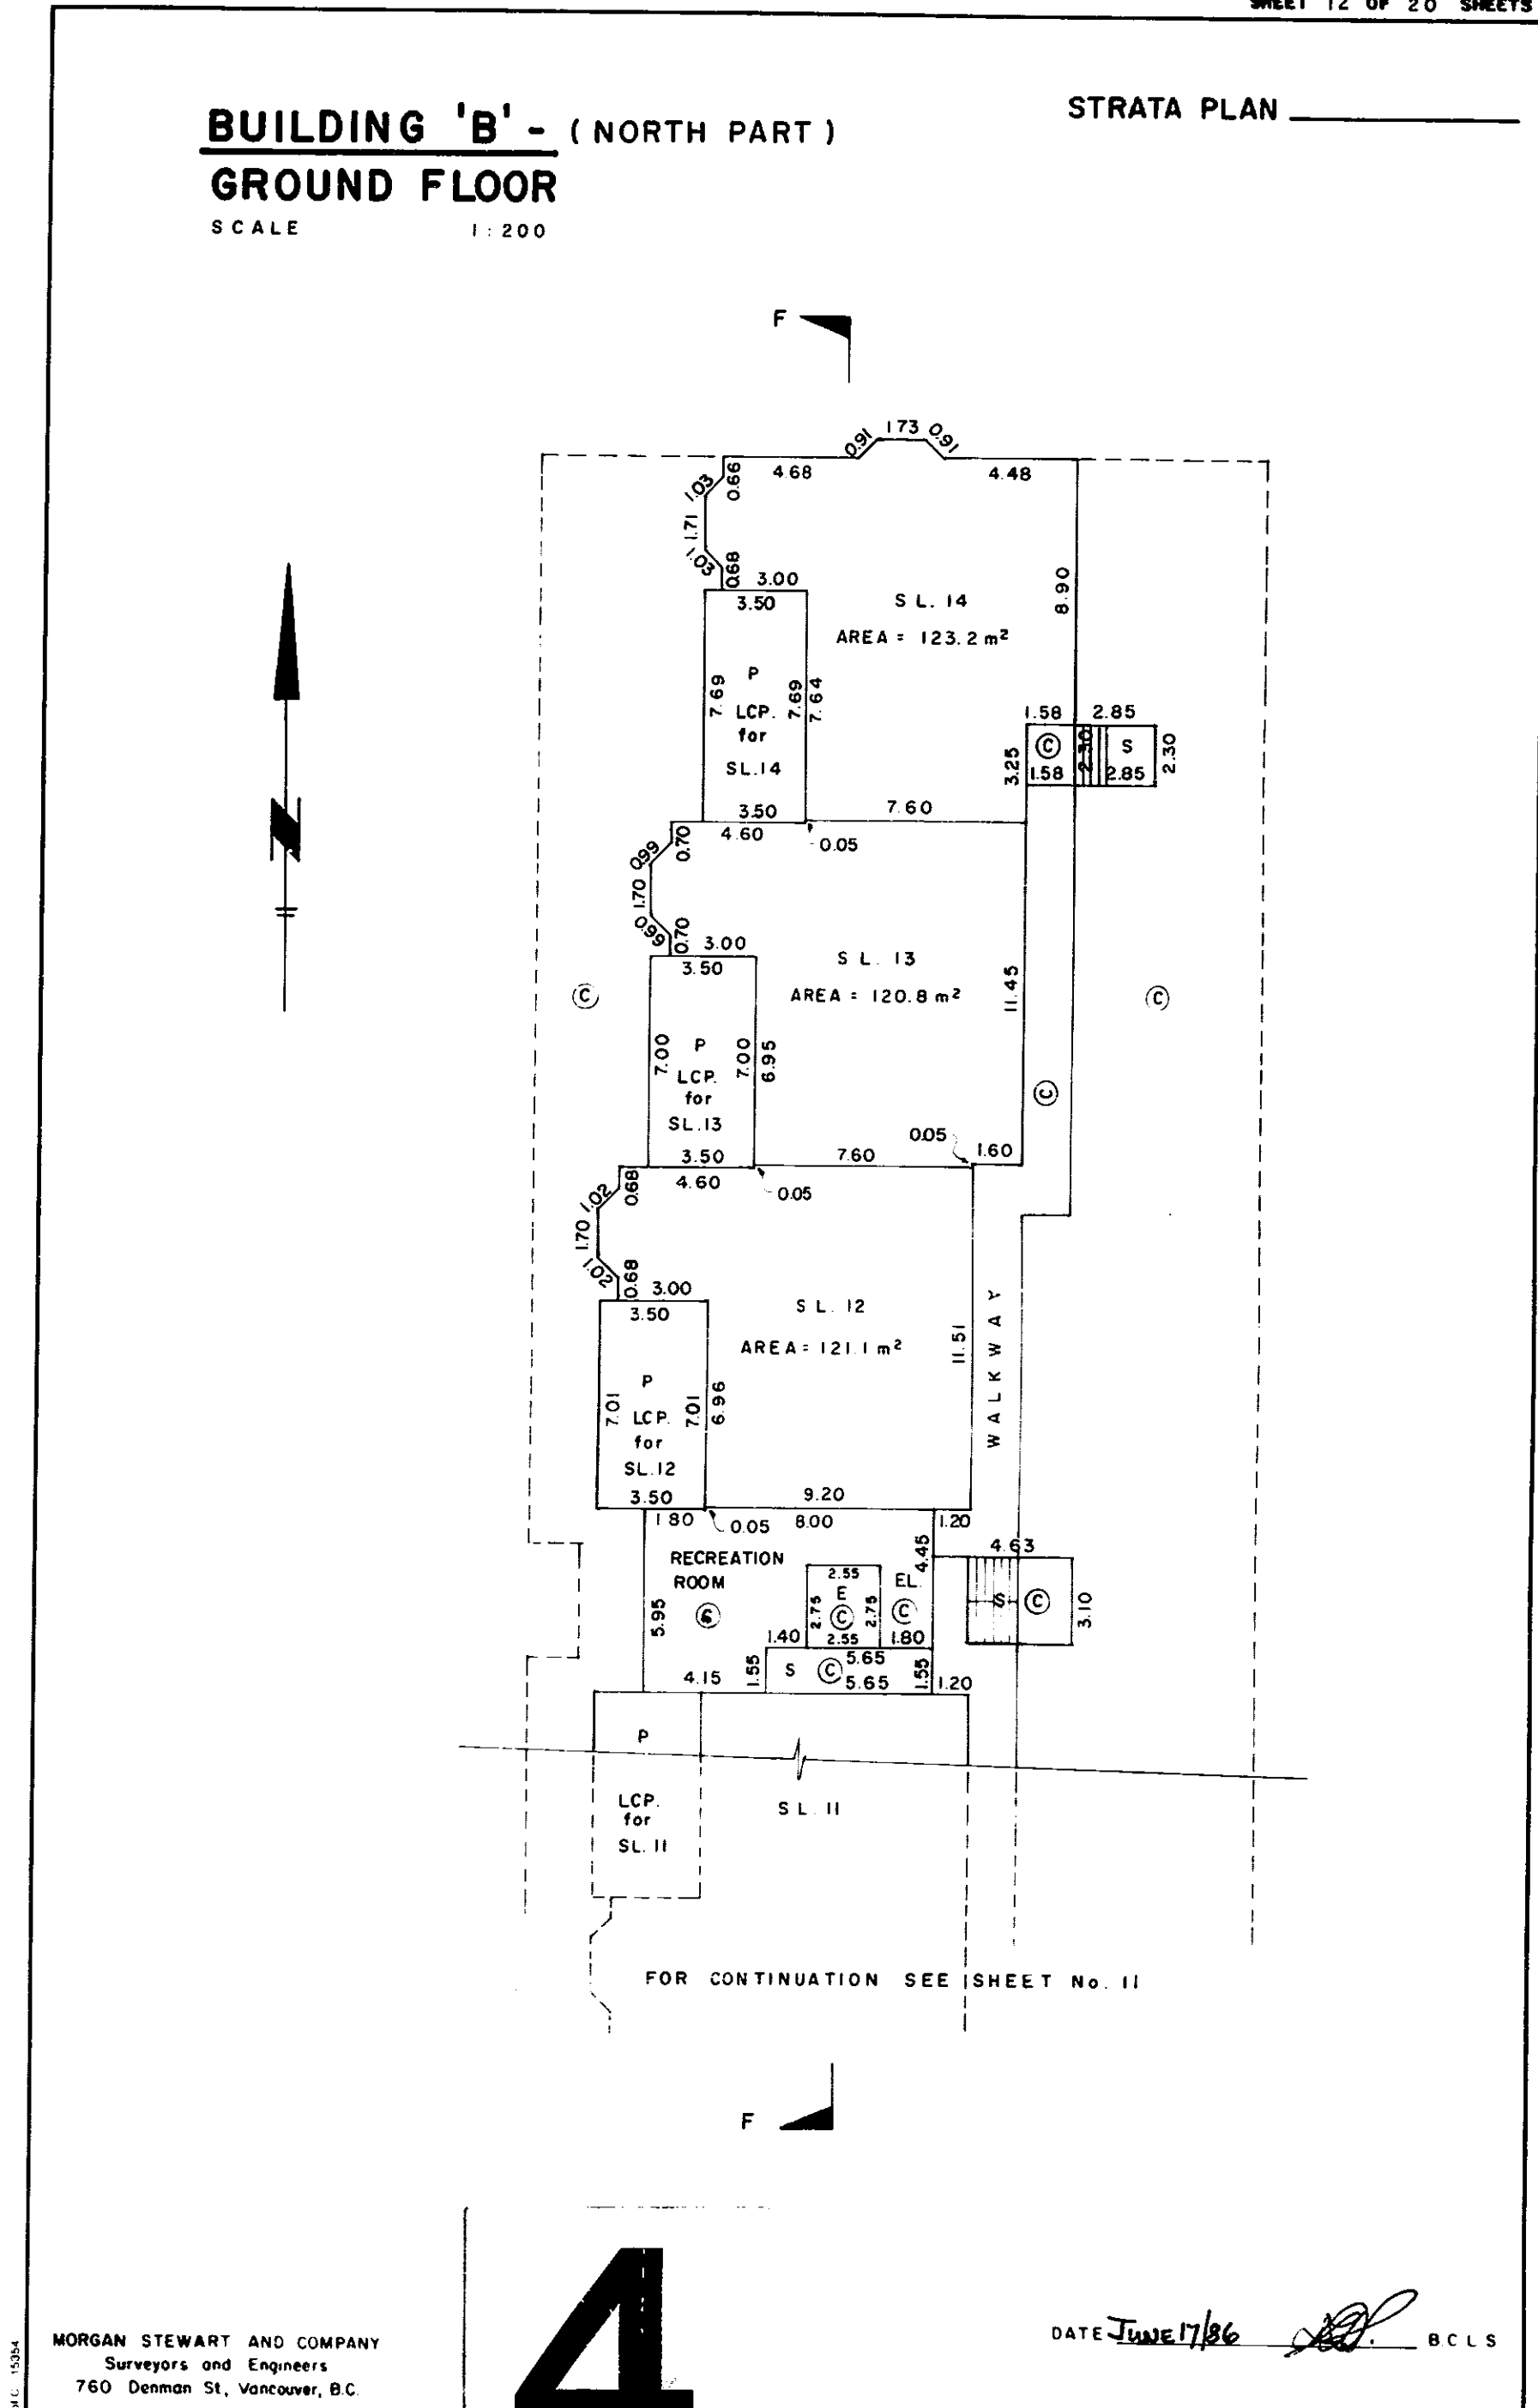 SHEET 12 OF 20 SHEETS
STRATA PLAN
BUILDING 'B' - (NORTH PART)
GROUND FLOOR
SCALE 1:200
F
0.91 1.73 0.91
4.68 4.48
0.66
1.03
1.71
1.03
0.68
3.00
3.50
S L. 14
AREA = 123.2 m²
8.90
P
LCP.
for
SL.14
7.69 7.69 7.64
1.58 2.85
C S
3.25 2.30 2.30
1.58 2.85
3.50
4.60
7.60
0.05
0.70
0.99
1.70
0.99
0.70
3.00
3.50
S L. 13
AREA = 120.8 m²
11.45
C
C
C
P
LCP.
for
SL.13
7.00 7.00 6.95
0.05
1.60
3.50
4.60
7.60
0.05
0.68
1.02
1.70
1.02
0.68
3.00
3.50
S L. 12
AREA = 121.1 m²
11.51
WALKWAY
P
LCP.
for
SL.12
7.01 7.01 6.96
3.50
9.20
1.80 0.05 8.00 1.20
RECREATION
ROOM
C
5.95
2.55
E
C
2.75 2.75
2.55
EL.
C
4.45
4.63
S C
3.10
1.40 1.80
5.65
S C
1.55 1.55
5.65
4.15
1.20
P
LCP.
for
SL.11
S L. 11
FOR CONTINUATION SEE SHEET No. 11
F
4
MORGAN STEWART AND COMPANY
Surveyors and Engineers
760 Denman St, Vancouver, B.C.
15354
DATE JUNE 17/86 B.C.L.S